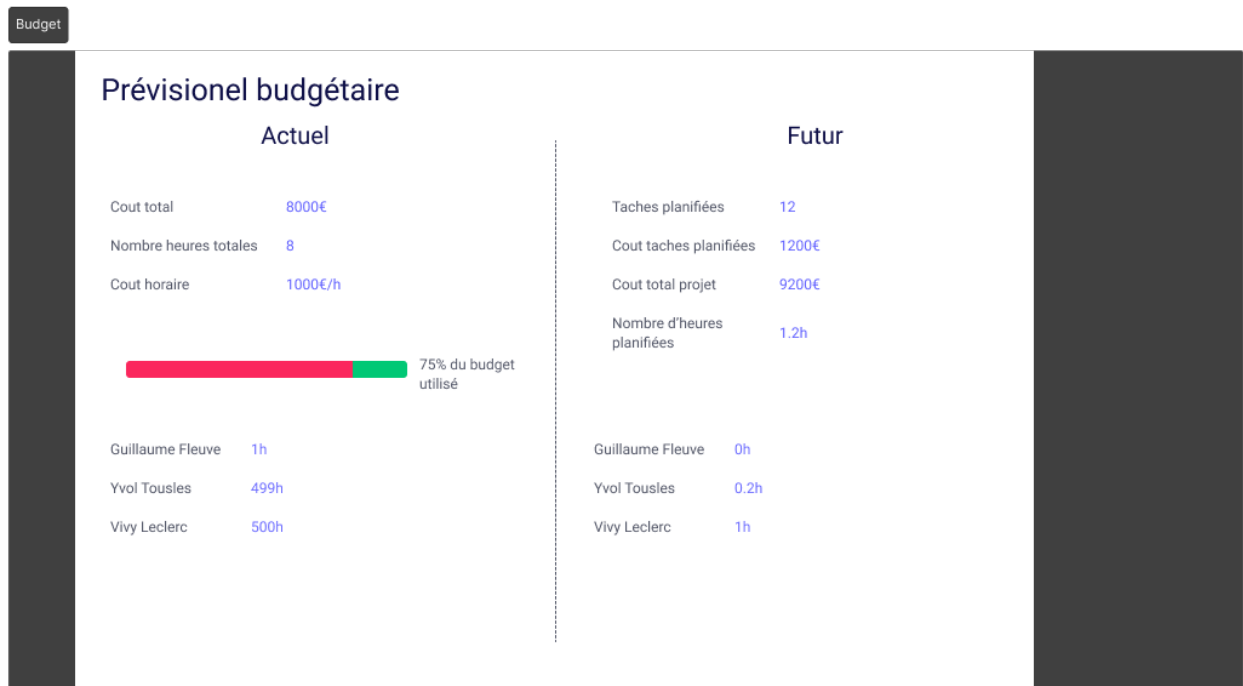 Budget
Prévisionel budgétaire
Actuel
Cout total 8000€
Nombre heures totales 8
Cout horaire 1000€/h
75% du budget
utilisé
Guillaume Fleuve 1h
Yvol Tousles 499h
Vivy Leclerc 500h
Futur
Taches planifiées 12
Cout taches planifiées 1200€
Cout total projet 9200€
Nombre d'heures
planifiées 1.2h
Guillaume Fleuve 0h
Yvol Tousles 0.2h
Vivy Leclerc 1h